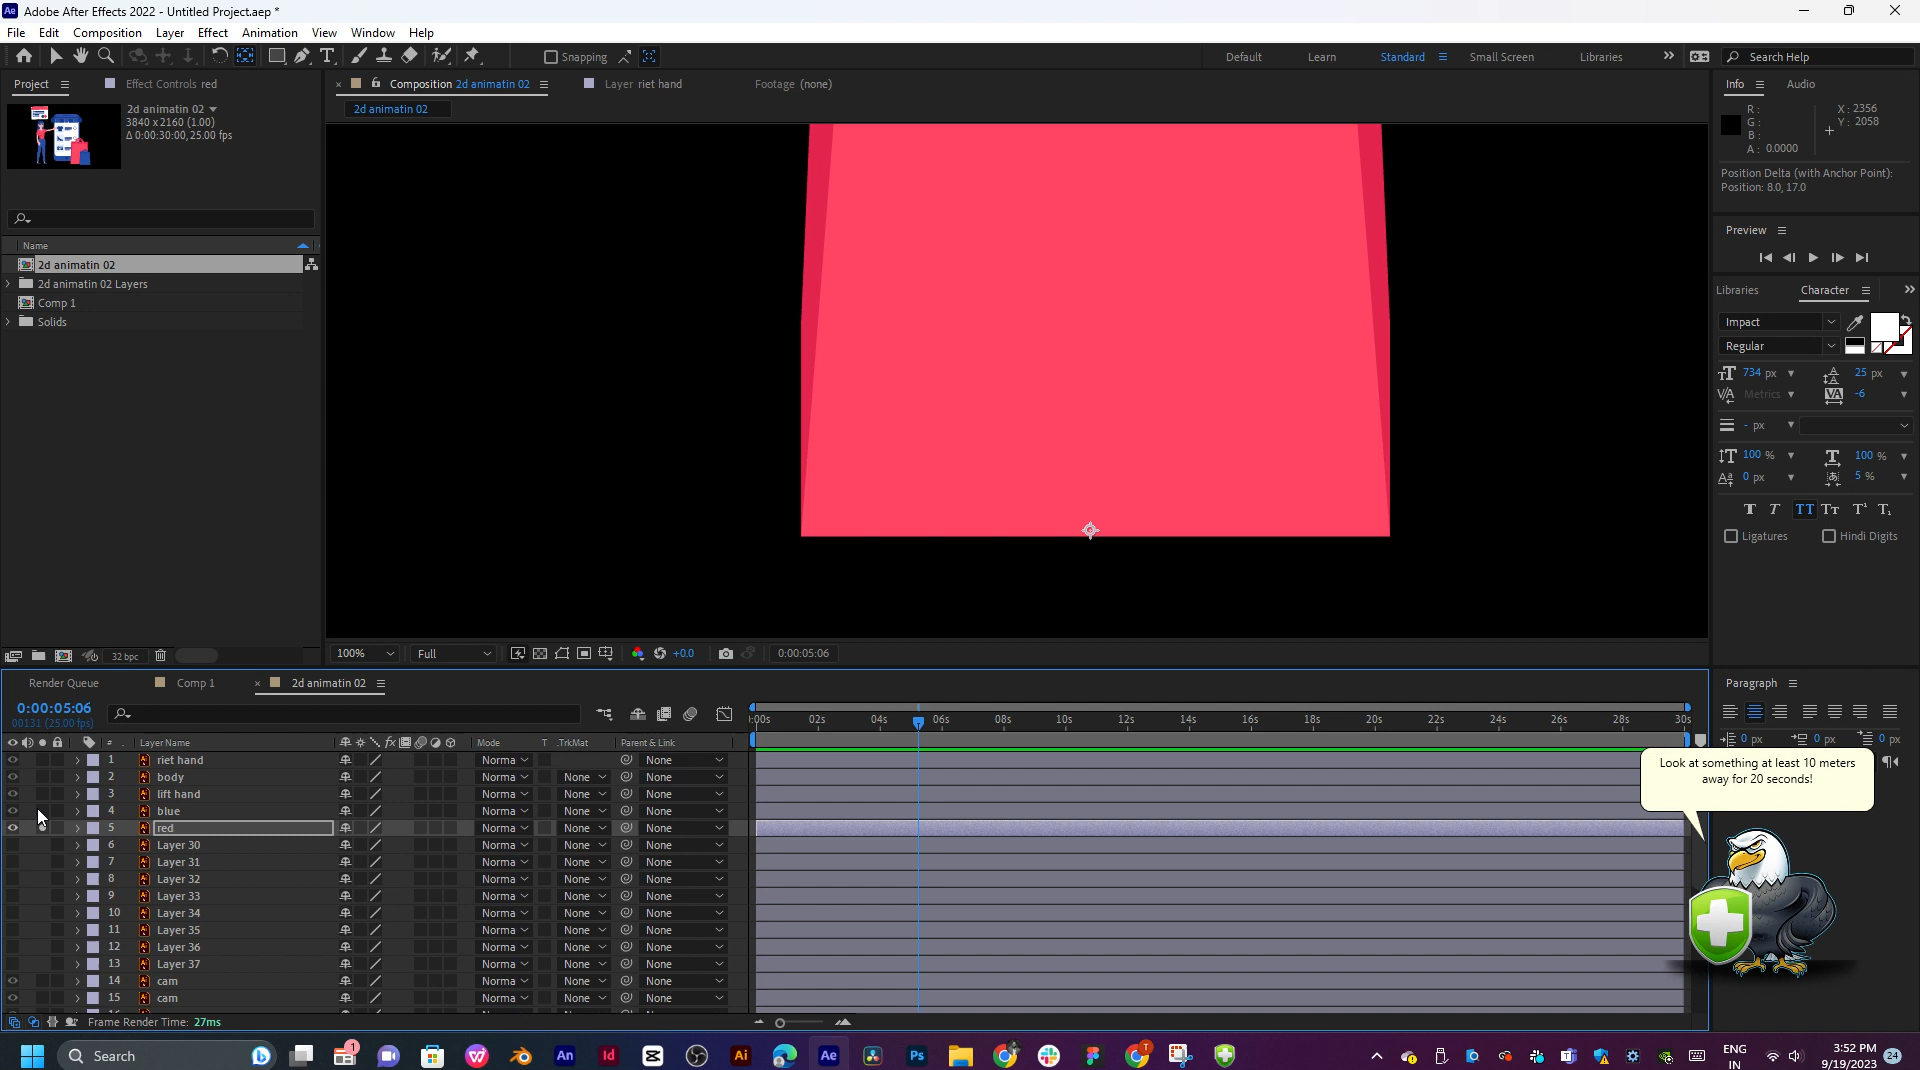 Adobe After Effects 2022 - Untitled Project.aep *
File Edit Composition Layer Effect Animation View Window Help
Snapping
Default Learn Standard Small Screen Libraries
Search Help
Project
Effect Controls red
2d animatin 02
3840 x 2160 (1.00)
Δ 0:00:30:00, 25.00 fps
Name
2d animatin 02
2d animatin 02 Layers
Comp 1
Solids
32 bpc
Composition 2d animatin 02
Layer riet hand
Footage (none)
2d animatin 02
100%
Full
+0.0
0:00:05:06
Info
Audio
R:
G:
B:
A: 0.0000
X: 2356
Y: 2058
Position Delta (with Anchor Point):
Position: 8.0, 17.0
Preview
Libraries Character
Impact
Regular
734 px
25 px
Metrics
-6
- px
100 %
100 %
0 px
5 %
T T TT Tт T¹ T₁
Ligatures
Hindi Digits
Paragraph
0 px 0 px 0 px
Look at something at least 10 meters
away for 20 seconds!
Render Queue
Comp 1
2d animatin 02
0:00:05:06
00131 (25.00 fps)
:00s 02s 04s 06s 08s 10s 12s 14s 16s 18s 20s 22s 24s 26s 28s 30s
# Layer Name Mode T .TrkMat Parent & Link
1 riet hand Norma None
2 body Norma None None
3 lift hand Norma None None
4 blue Norma None None
5 red Norma None None
6 Layer 30 Norma None None
7 Layer 31 Norma None None
8 Layer 32 Norma None None
9 Layer 33 Norma None None
10 Layer 34 Norma None None
11 Layer 35 Norma None None
12 Layer 36 Norma None None
13 Layer 37 Norma None None
14 cam Norma None None
15 cam Norma None None
Frame Render Time: 27ms
Search
ENG
IN
3:52 PM
9/19/2023
24